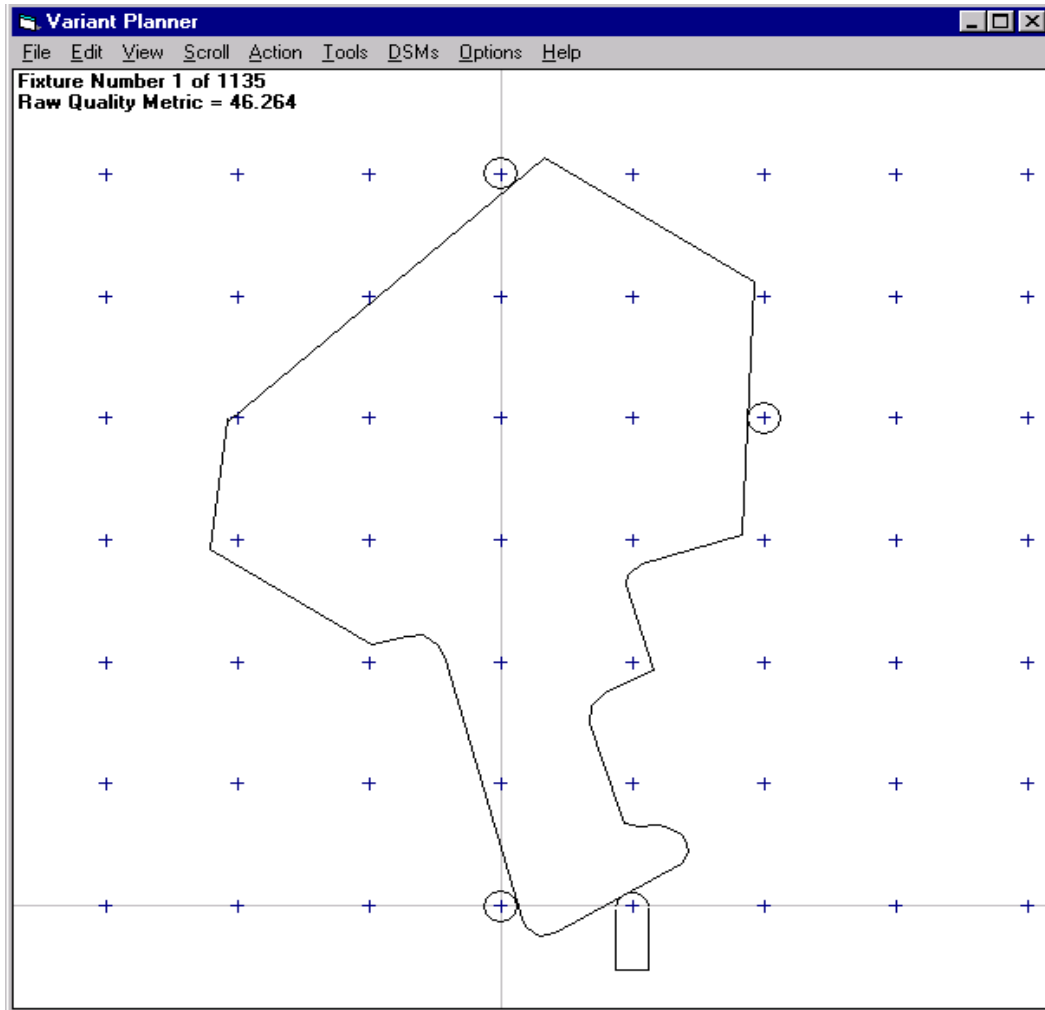 Variant Planner
File Edit View Scroll Action Tools DSMs Options Help
Fixture Number 1 of 1135
Raw Quality Metric = 46.264